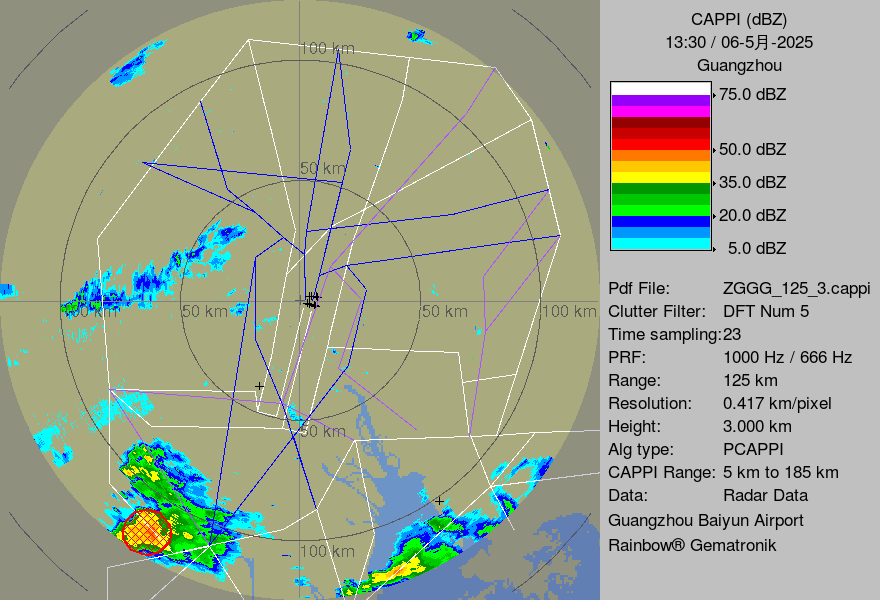 CAPPI (dBZ)
13:30 / 06-5月-2025
Guangzhou
75.0 dBZ
50.0 dBZ
35.0 dBZ
20.0 dBZ
5.0 dBZ
Pdf File: ZGGG_125_3.cappi
Clutter Filter: DFT Num 5
Time sampling:23
PRF: 1000 Hz / 666 Hz
Range: 125 km
Resolution: 0.417 km/pixel
Height: 3.000 km
Alg type: PCAPPI
CAPPI Range: 5 km to 185 km
Data: Radar Data
Guangzhou Baiyun Airport
Rainbow® Gematronik
100 km
50 km
100 km
50 km
50 km
100 km
50 km
100 km